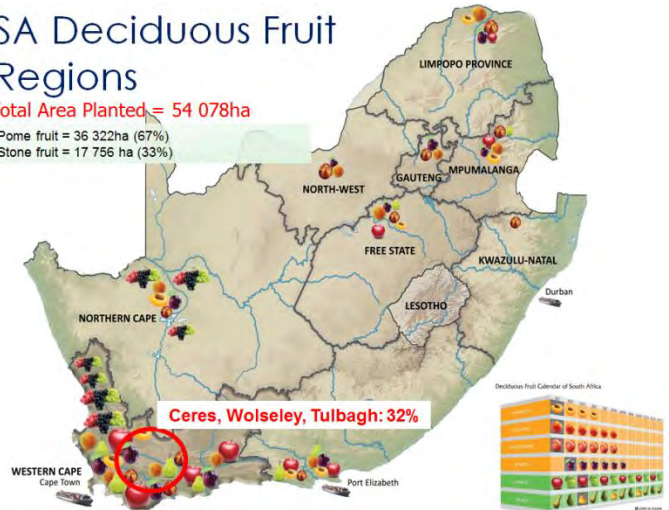 SA Deciduous Fruit
Regions
Total Area Planted = 54 078ha
Pome fruit = 36 322ha (67%)
Stone fruit = 17 756 ha (33%)
LIMPOPO PROVINCE
NORTH-WEST
GAUTENG
MPUMALANGA
FREE STATE
KWAZULU-NATAL
LESOTHO
Durban
NORTHERN CAPE
Deciduous Fruit Calendar of South Africa
Ceres, Wolseley, Tulbagh: 32%
WESTERN CAPE
Cape Town
Port Elizabeth